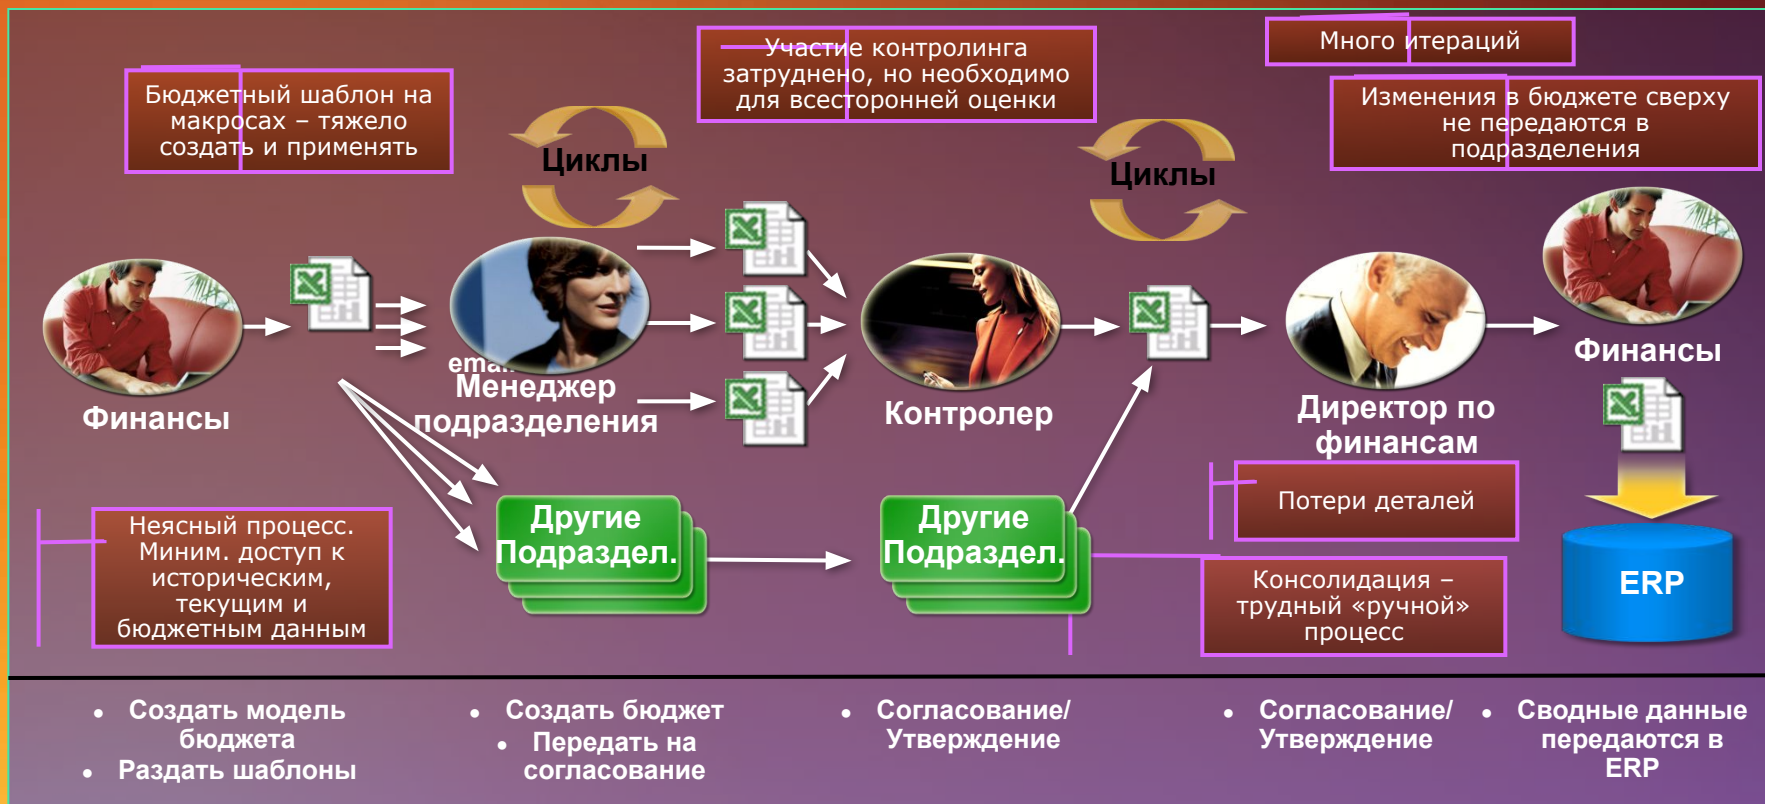 Бюджетный шаблон на
макросах – тяжело
создать и применять
Участие контролинга
затруднено, но необходимо
для всесторонней оценки
Много итераций
Изменения в бюджете сверху
не передаются в
подразделения
Циклы
Циклы
Финансы
Менеджер
подразделения
Контролер
Директор по
финансам
Финансы
Неясный процесс.
Миним. доступ к
историческим,
текущим и
бюджетным данным
Другие
Подраздел.
Другие
Подраздел.
Потери деталей
Консолидация –
трудный «ручной»
процесс
ERP
• Создать модель
бюджета
• Раздать шаблоны
• Создать бюджет
• Передать на
согласование
• Согласование/
Утверждение
• Согласование/
Утверждение
• Сводные данные
передаются в
ERP